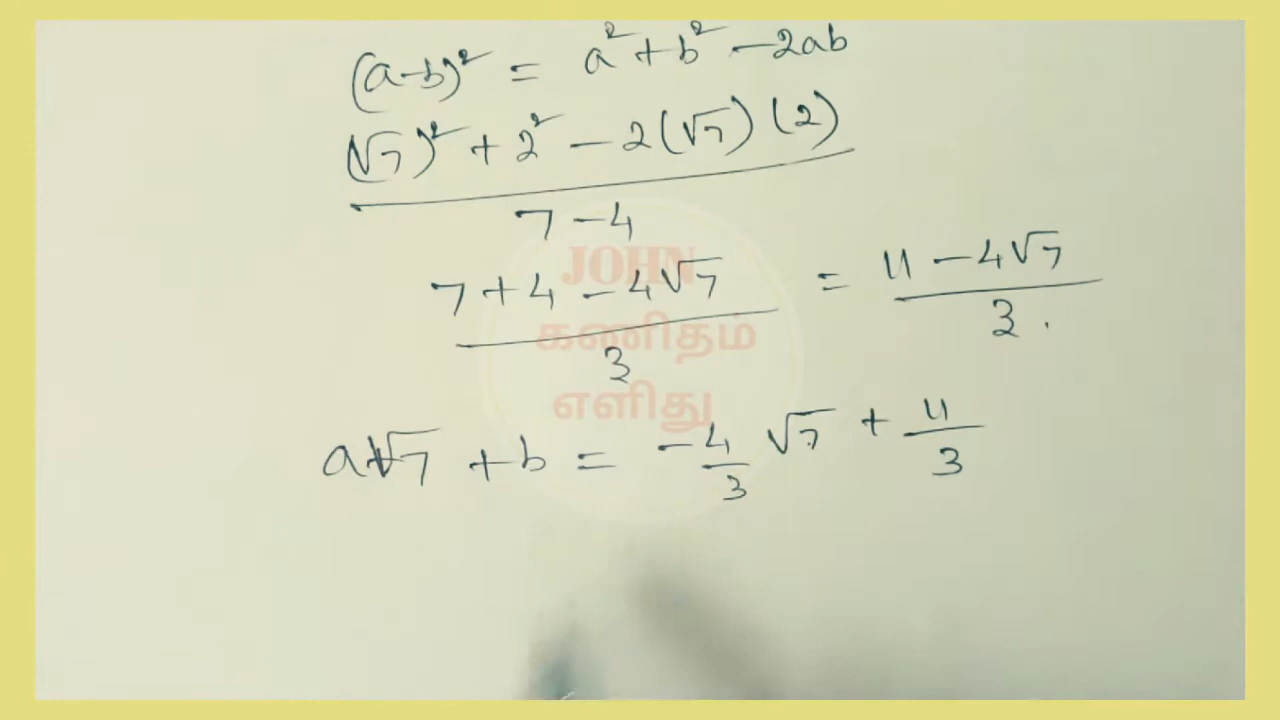 (a-b)² = a² + b² - 2ab
(√7)² + 2² - 2(√7)(2)
7 - 4
7 + 4 - 4√7 = 11 - 4√7
3 3
a√7 + b = -4/3 √7 + 11/3
JOHN
கணிதம்
எளிது